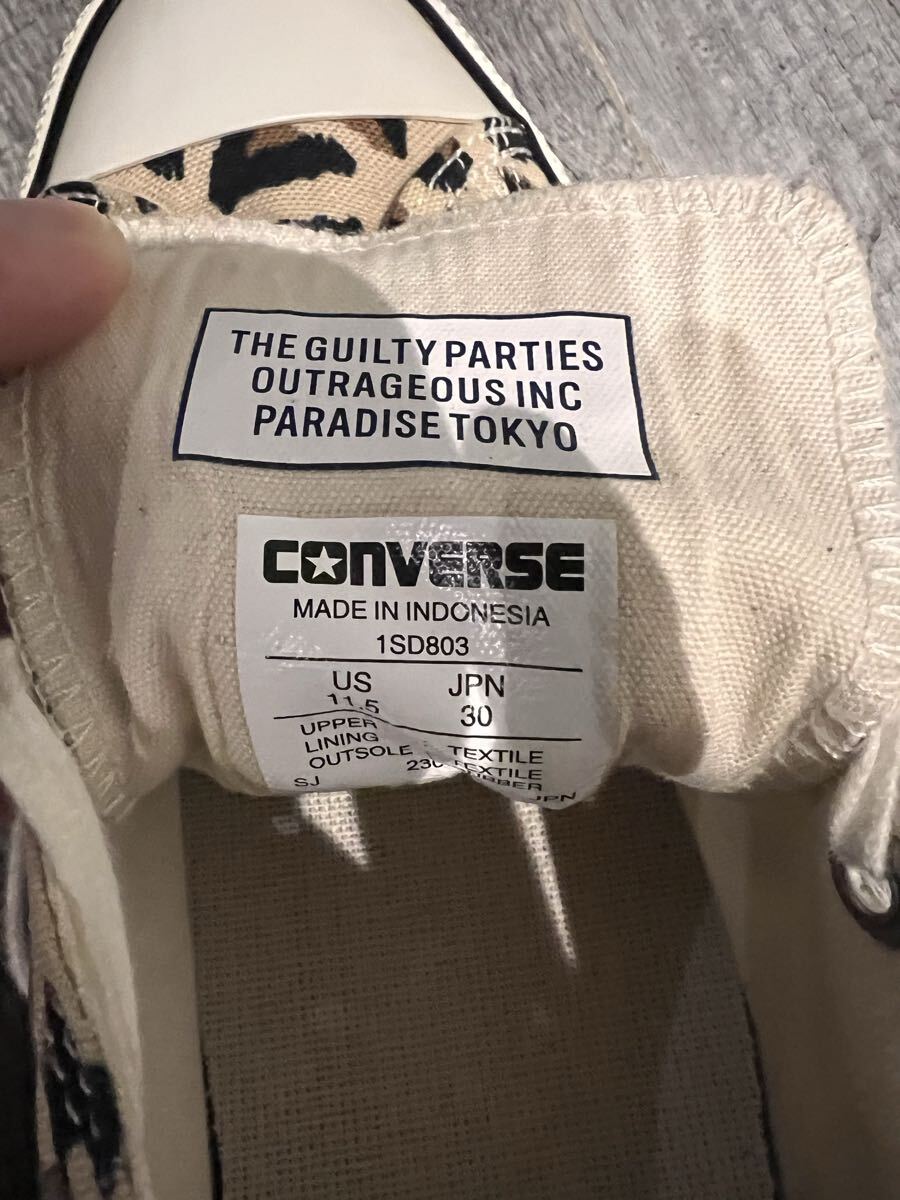 THE GUILTY PARTIES
OUTRAGEOUS INC
PARADISE TOKYO
CONVERSE
MADE IN INDONESIA
1SD803
US JPN
11.5 30
UPPER : TEXTILE
LINING TEXTILE
OUTSOLE
SJ JPN